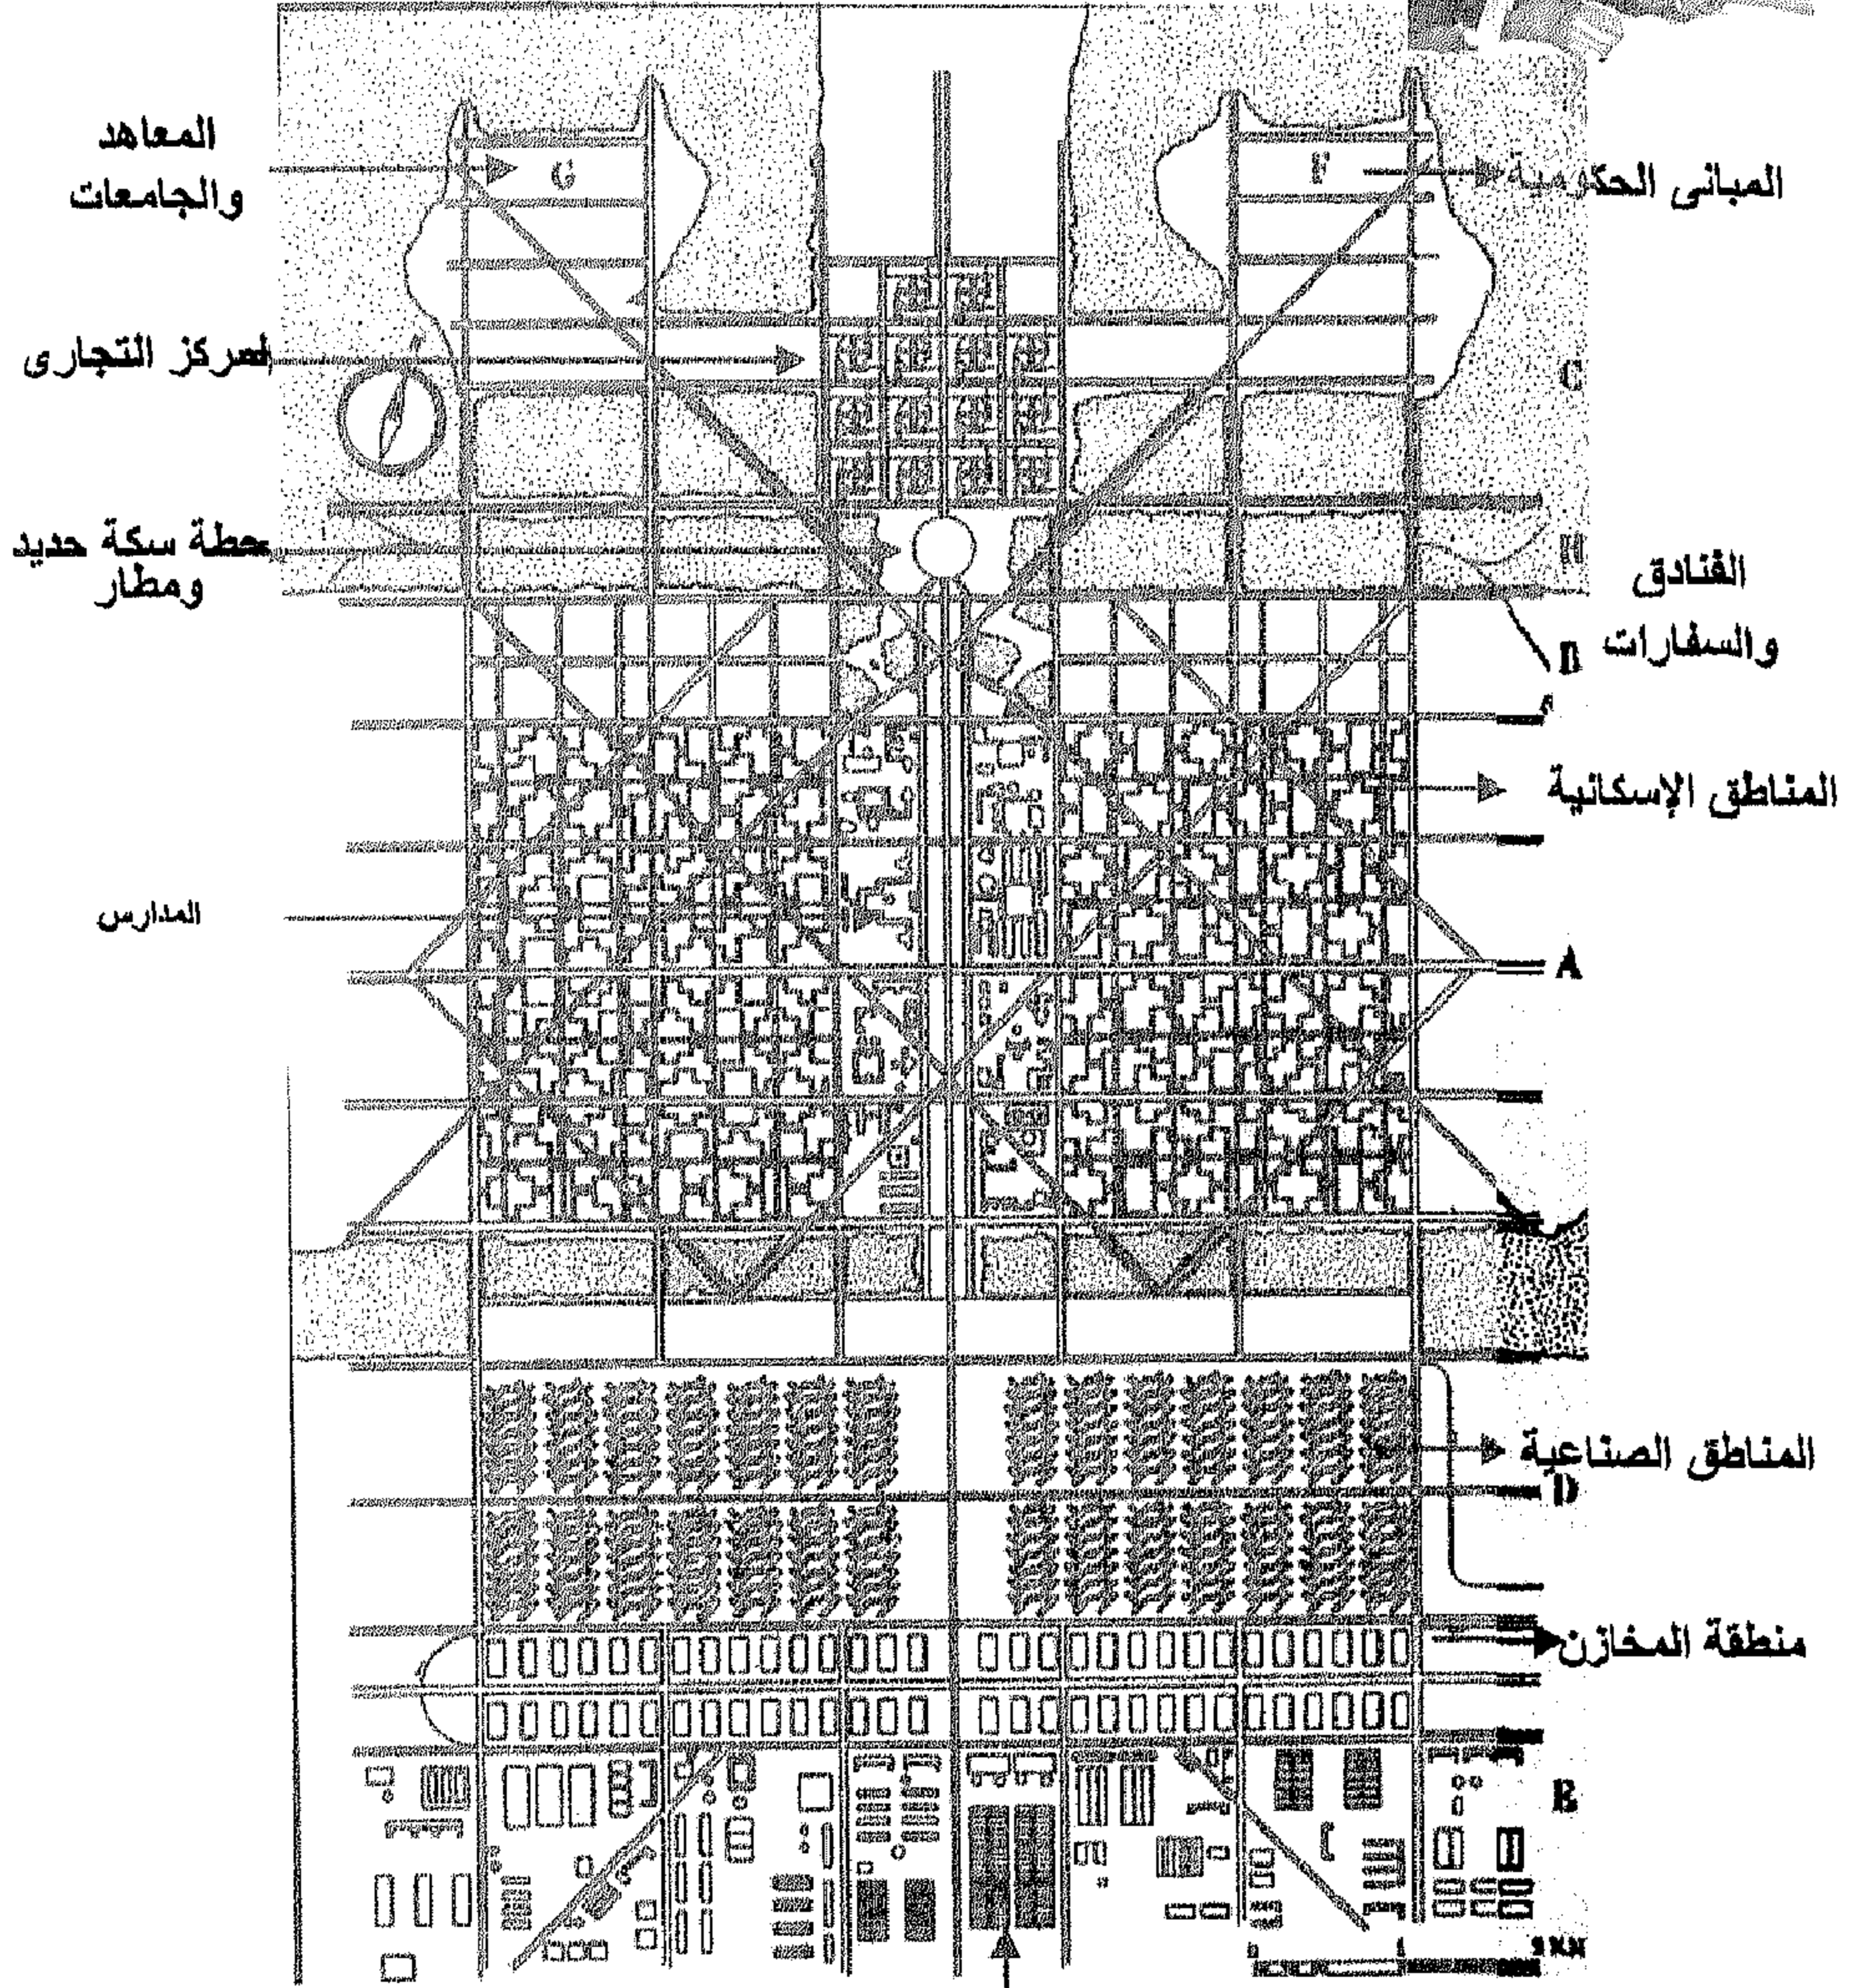 المعاهد
والجامعات
G
F
المبانى الحكومية
المركز التجارى
C
محطة سكة حديد
ومطار
H
الفنادق
والسفارات
B
المناطق الإسكانية
المدارس
A
المناطق الصناعية
D
منطقة المخازن
E